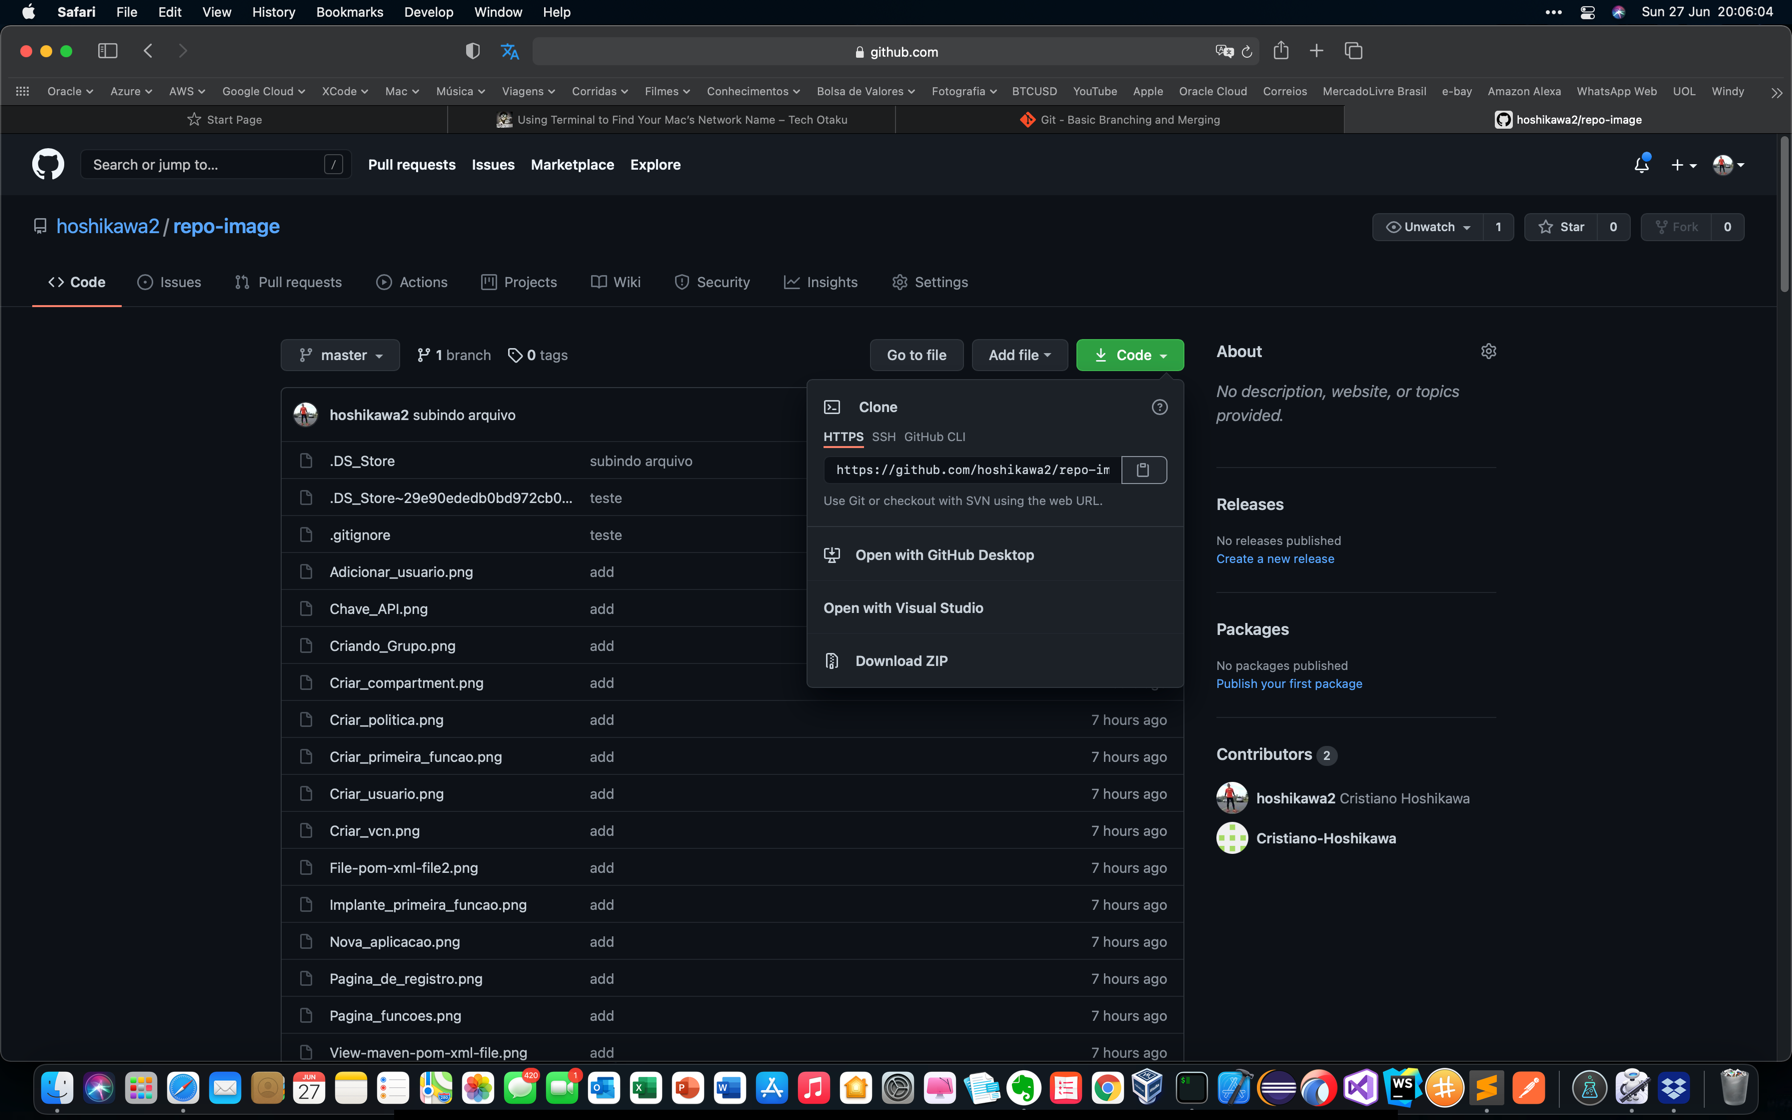 Safari File Edit View History Bookmarks Develop Window Help
Sun 27 Jun 20:06:04
github.com
Oracle Azure AWS Google Cloud XCode Mac Música Viagens Corridas Filmes Conhecimentos Bolsa de Valores Fotografia BTCUSD YouTube Apple Oracle Cloud Correios MercadoLivre Brasil e-bay Amazon Alexa WhatsApp Web UOL Windy
Start Page
Using Terminal to Find Your Mac's Network Name – Tech Otaku
Git - Basic Branching and Merging
hoshikawa2/repo-image
Search or jump to... /
Pull requests Issues Marketplace Explore
hoshikawa2 / repo-image
Unwatch 1 Star 0 Fork 0
Code Issues Pull requests Actions Projects Wiki Security Insights Settings
master 1 branch 0 tags
Go to file Add file Code
hoshikawa2 subindo arquivo
.DS_Store subindo arquivo
.DS_Store~29e90ededb0bd972cb0... teste
.gitignore teste
Adicionar_usuario.png add
Chave_API.png add
Criando_Grupo.png add
Criar_compartment.png add
Criar_politica.png add 7 hours ago
Criar_primeira_funcao.png add 7 hours ago
Criar_usuario.png add 7 hours ago
Criar_vcn.png add 7 hours ago
File-pom-xml-file2.png add 7 hours ago
Implante_primeira_funcao.png add 7 hours ago
Nova_aplicacao.png add 7 hours ago
Pagina_de_registro.png add 7 hours ago
Pagina_funcoes.png add 7 hours ago
View-maven-pom-xml-file.png add 7 hours ago
Clone
HTTPS SSH GitHub CLI
https://github.com/hoshikawa2/repo-im
Use Git or checkout with SVN using the web URL.
Open with GitHub Desktop
Open with Visual Studio
Download ZIP
About
No description, website, or topics
provided.
Releases
No releases published
Create a new release
Packages
No packages published
Publish your first package
Contributors 2
hoshikawa2 Cristiano Hoshikawa
Cristiano-Hoshikawa
JUN
27
420
1
WS